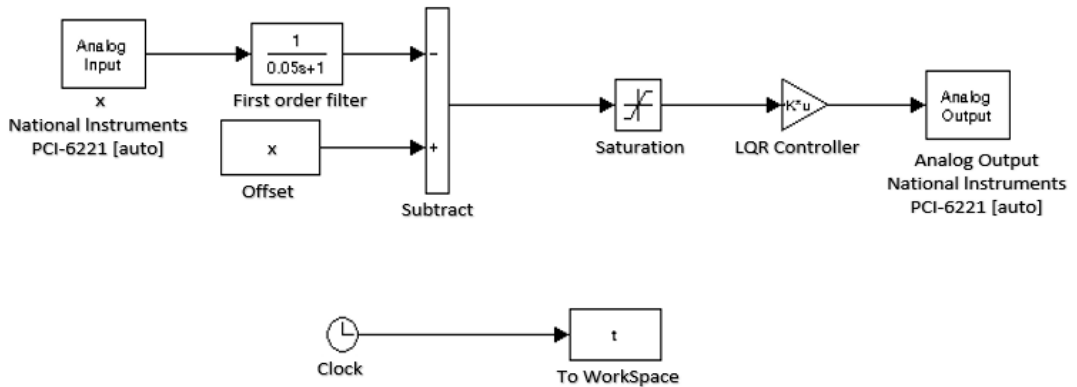 Analog
Input
x
National Instruments
PCI-6221 [auto]
1
0.05s+1
First order filter
x
Offset
−
+
Subtract
Saturation
K*u
LQR Controller
Analog
Output
Analog Output
National Instruments
PCI-6221 [auto]
Clock
t
To WorkSpace